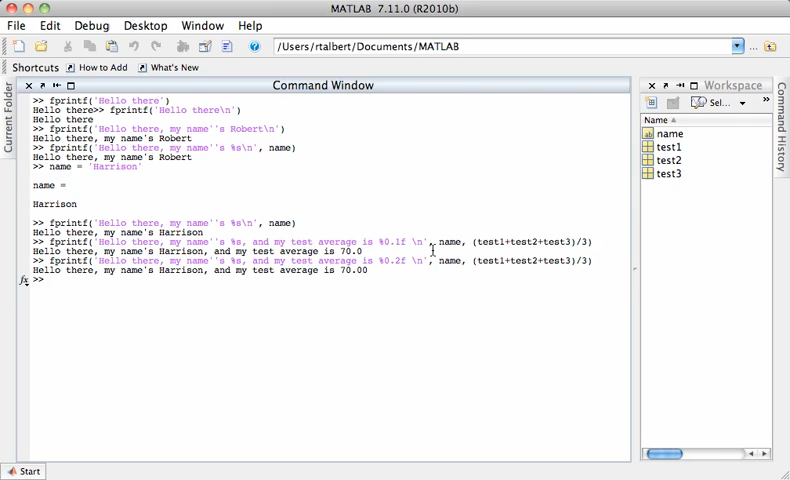 MATLAB 7.11.0 (R2010b)
File Edit Debug Desktop Window Help
/Users/rtalbert/Documents/MATLAB
...
Shortcuts How to Add What's New
Current Folder
Command Window
>> fprintf('Hello there')
Hello there>> fprintf('Hello there\n')
Hello there
>> fprintf('Hello there, my name''s Robert\n')
Hello there, my name's Robert
>> fprintf('Hello there, my name''s %s\n', name)
Hello there, my name's Robert
>> name = 'Harrison'
name =
Harrison
>> fprintf('Hello there, my name''s %s\n', name)
Hello there, my name's Harrison
>> fprintf('Hello there, my name''s %s, and my test average is %0.1f \n', name, (test1+test2+test3)/3)
Hello there, my name's Harrison, and my test average is 70.0
>> fprintf('Hello there, my name''s %s, and my test average is %0.2f \n', name, (test1+test2+test3)/3)
Hello there, my name's Harrison, and my test average is 70.00
fx >>
Workspace
Sel...
Name
name
test1
test2
test3
Command History
Start